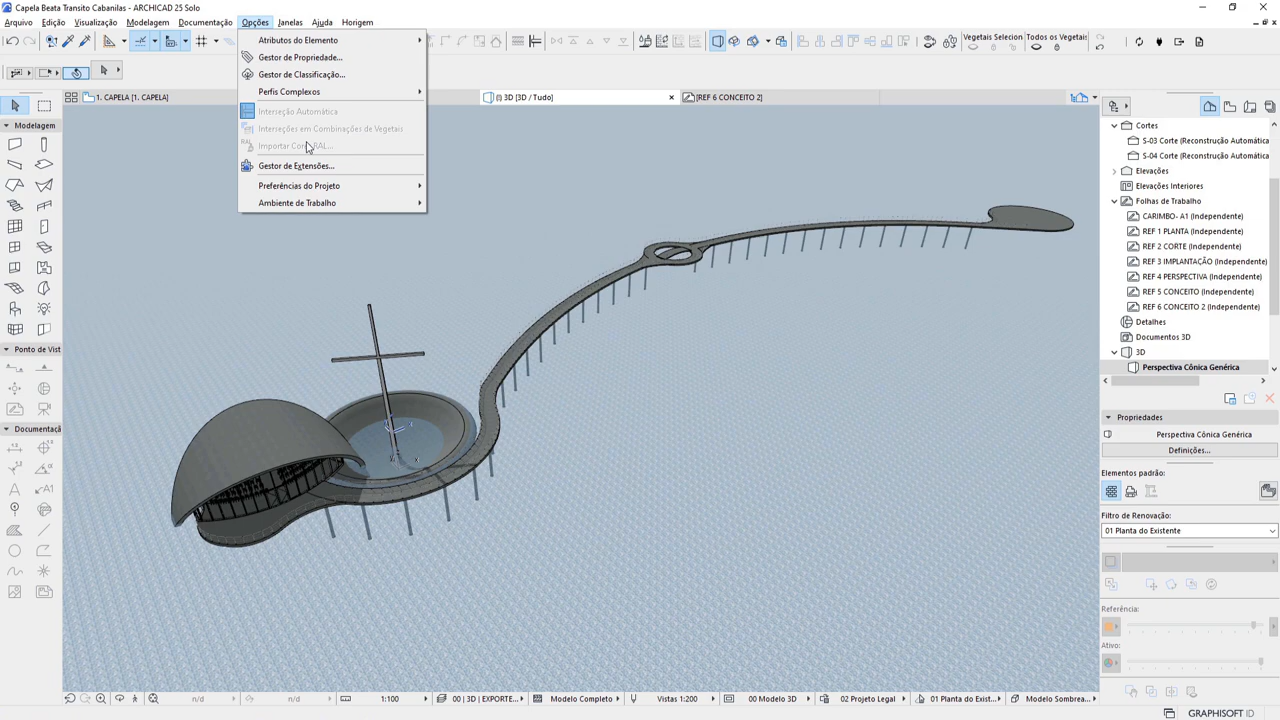 Capela Beata Transito Cabanilas - ARCHICAD 25 Solo
Arquivo Edição Visualização Modelagem Documentação Opções Janelas Ajuda Horigem
Vegetais Selecion
Todos os Vegetais
Atributos do Elemento
Gestor de Propriedade...
Gestor de Classificação...
Perfis Complexos
Interseção Automática
Interseções em Combinações de Vegetais
Gestor de Extensões...
Preferências do Projeto
Ambiente de Trabalho
1. CAPELA [1. CAPELA]
(!) 3D [3D / Tudo]
[REF 6 CONCEITO 2]
Modelagem
Ponto de Vist
Documentaçã
Cortes
S-03 Corte (Reconstrução Automática
S-04 Corte (Reconstrução Automática
Elevações
Elevações Interiores
Folhas de Trabalho
CARIMBO- A1 (Independente)
REF 1 PLANTA (Independente)
REF 2 CORTE (Independente)
REF 3 IMPLANTAÇÃO (Independente)
REF 4 PERSPECTIVA (Independente)
REF 5 CONCEITO (Independente)
REF 6 CONCEITO 2 (Independente)
Detalhes
Documentos 3D
3D
Perspectiva Cônica Genérica
Propriedades
Perspectiva Cônica Genérica
Definições...
Elementos padrão:
Filtro de Renovação:
01 Planta do Existente
Referência:
Ativo:
n/d
n/d
1:100
00 | 3D | EXPORTE...
Modelo Completo
Vistas 1:200
00 Modelo 3D
02 Projeto Legal
01 Planta do Exist...
Modelo Sombrea...
GRAPHISOFT ID